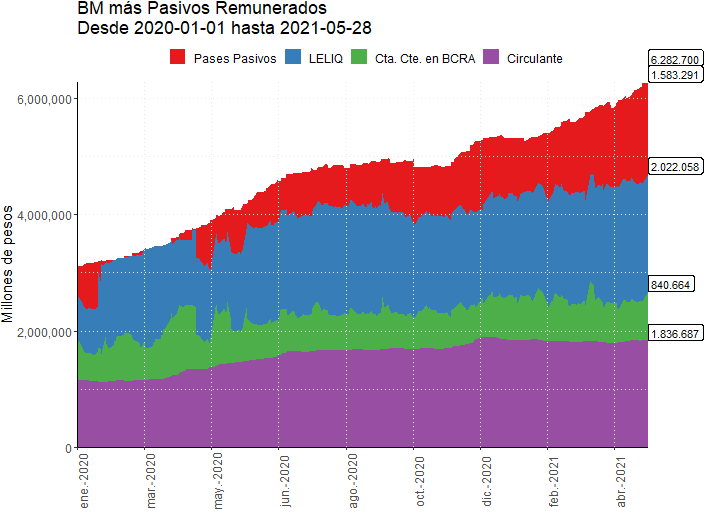 BM más Pasivos Remunerados
Desde 2020-01-01 hasta 2021-05-28
Pases Pasivos LELIQ Cta. Cte. en BCRA Circulante
6.282.700
1.583.291
6,000,000
2.022.058
4,000,000
Millones de pesos
840.664
2,000,000
1.836.687
0
ene.-2020 mar.-2020 may.-2020 jun.-2020 ago.-2020 oct.-2020 dic.-2020 feb.-2021 abr.-2021